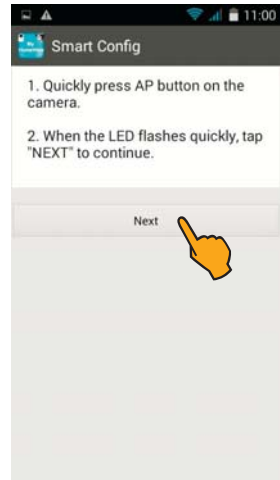 11:00
Smart Config
1. Quickly press AP button on the
camera.
2. When the LED flashes quickly, tap
"NEXT" to continue.
Next